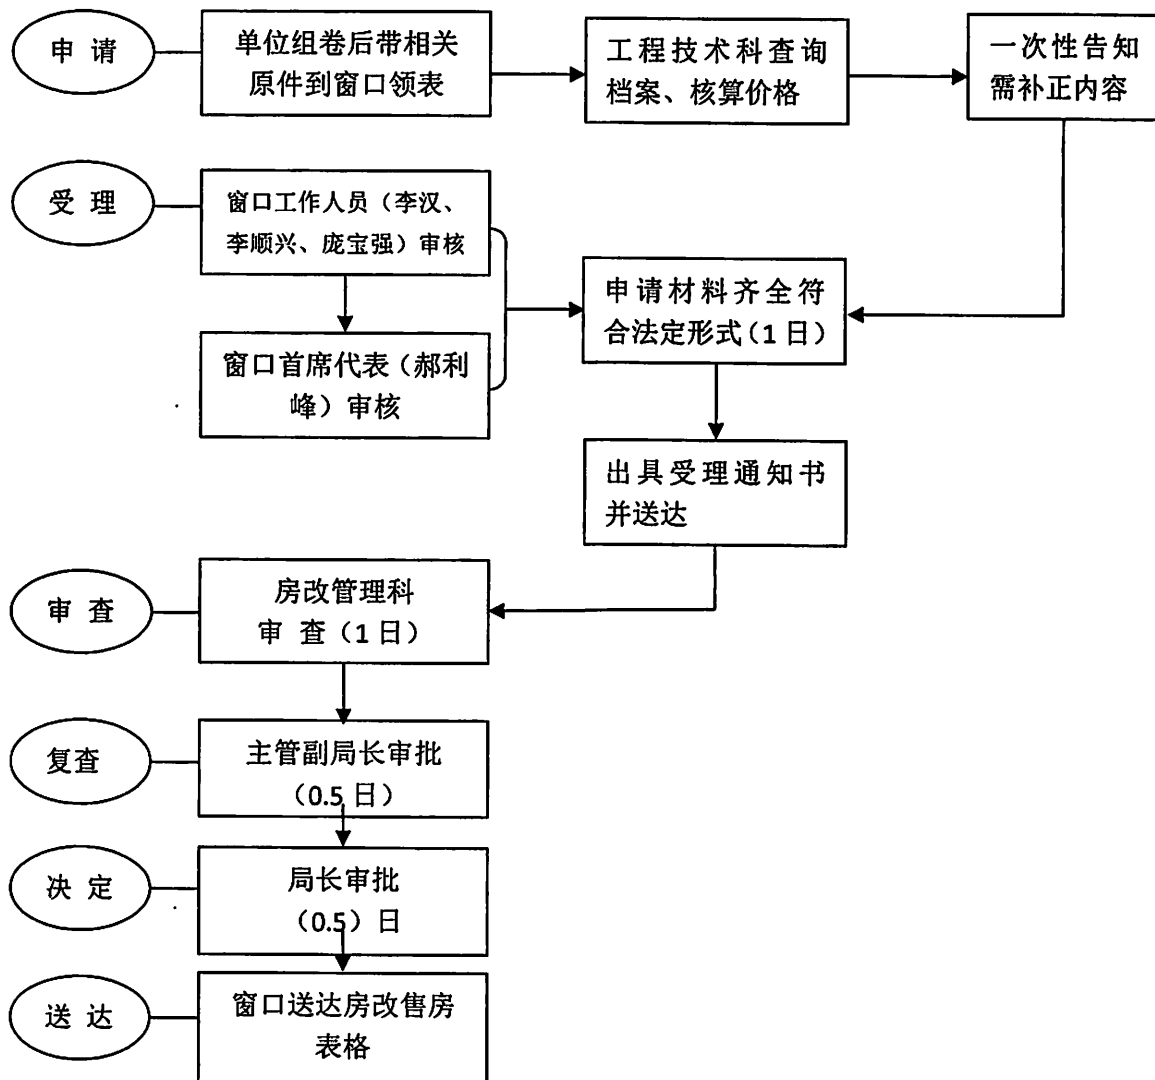 申 请
单位组卷后带相关
原件到窗口领表
工程技术科查询
档案、核算价格
一次性告知
需补正内容
受 理
窗口工作人员（李汉、
李顺兴、庞宝强）审核
窗口首席代表（郝利
峰）审核
申请材料齐全符
合法定形式（1 日）
出具受理通知书
并送达
审 查
房改管理科
审 查（1 日）
复查
主管副局长审批
（0.5 日）
决 定
局长审批
（0.5）日
送 达
窗口送达房改售房
表格